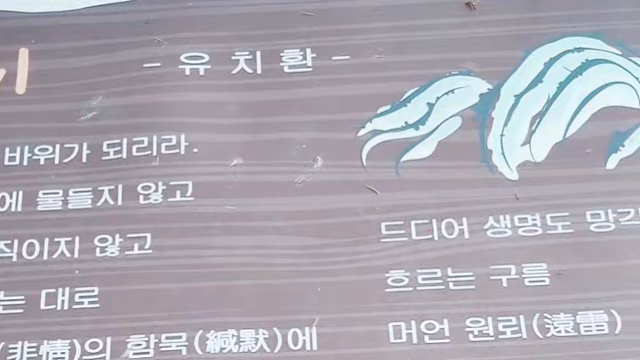 - 유 치 환 -
바위가 되리라.
에 물들지 않고
직이지 않고
는 대로
(非情)의 함묵(緘默)에
드디어 생명도 망각
흐르는 구름
머언 원뢰(遠雷)